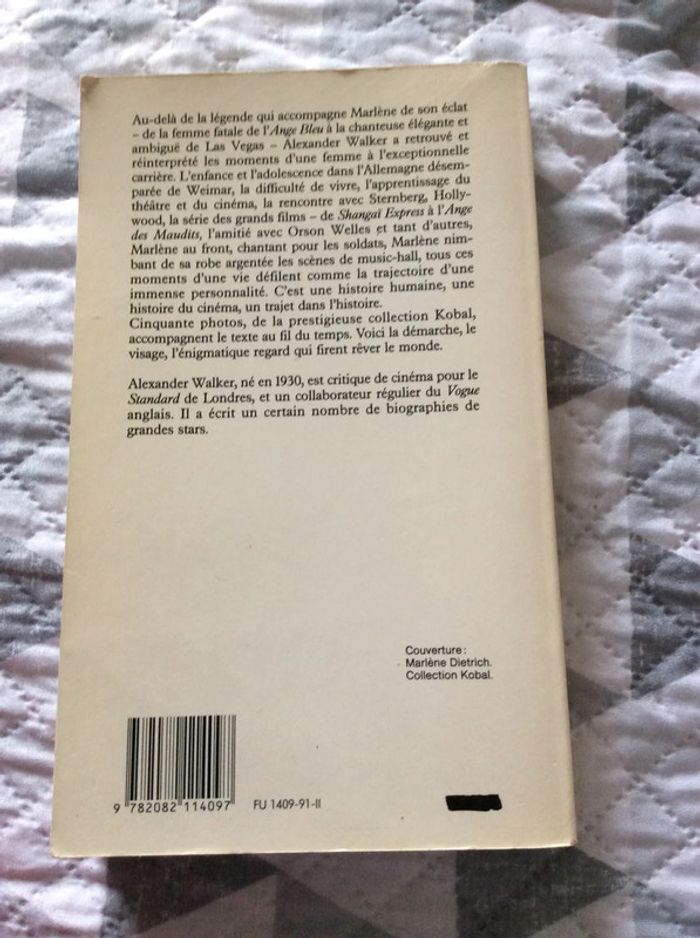 Au-delà de la légende qui accompagne Marlène de son éclat
– de la femme fatale de l'Ange Bleu à la chanteuse élégante et
ambiguë de Las Vegas – Alexander Walker a retrouvé et
réinterprété les moments d'une femme à l'exceptionnelle
carrière. L'enfance et l'adolescence dans l'Allemagne désem-
parée de Weimar, la difficulté de vivre, l'apprentissage du
théâtre et du cinéma, la rencontre avec Sternberg, Holly-
wood, la série des grands films – de Shangaï Express à l'Ange
des Maudits, l'amitié avec Orson Welles et tant d'autres,
Marlène au front, chantant pour les soldats, Marlène nim-
bant de sa robe argentée les scènes de music-hall, tous ces
moments d'une vie défilent comme la trajectoire d'une
immense personnalité. C'est une histoire humaine, une
histoire du cinéma, un trajet dans l'histoire.
Cinquante photos, de la prestigieuse collection Kobal,
accompagnent le texte au fil du temps. Voici la démarche, le
visage, l'énigmatique regard qui firent rêver le monde.
Alexander Walker, né en 1930, est critique de cinéma pour le
Standard de Londres, et un collaborateur régulier du Vogue
anglais. Il a écrit un certain nombre de biographies de
grandes stars.
Couverture :
Marlène Dietrich.
Collection Kobal.
9 782082 114097 FU 1409-91-II